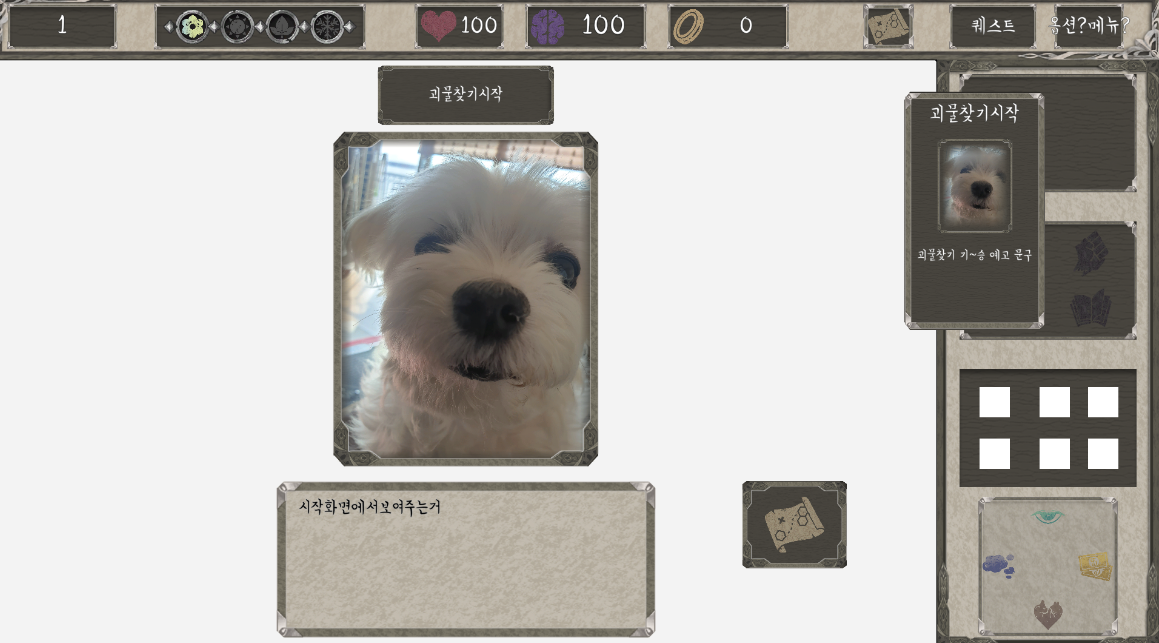 1
100
100
0
퀘스트
옵션?메뉴?
괴물찾기시작
괴물찾기시작
괴물찾기 기~승 예고 문구
시작화면에서보여주는거